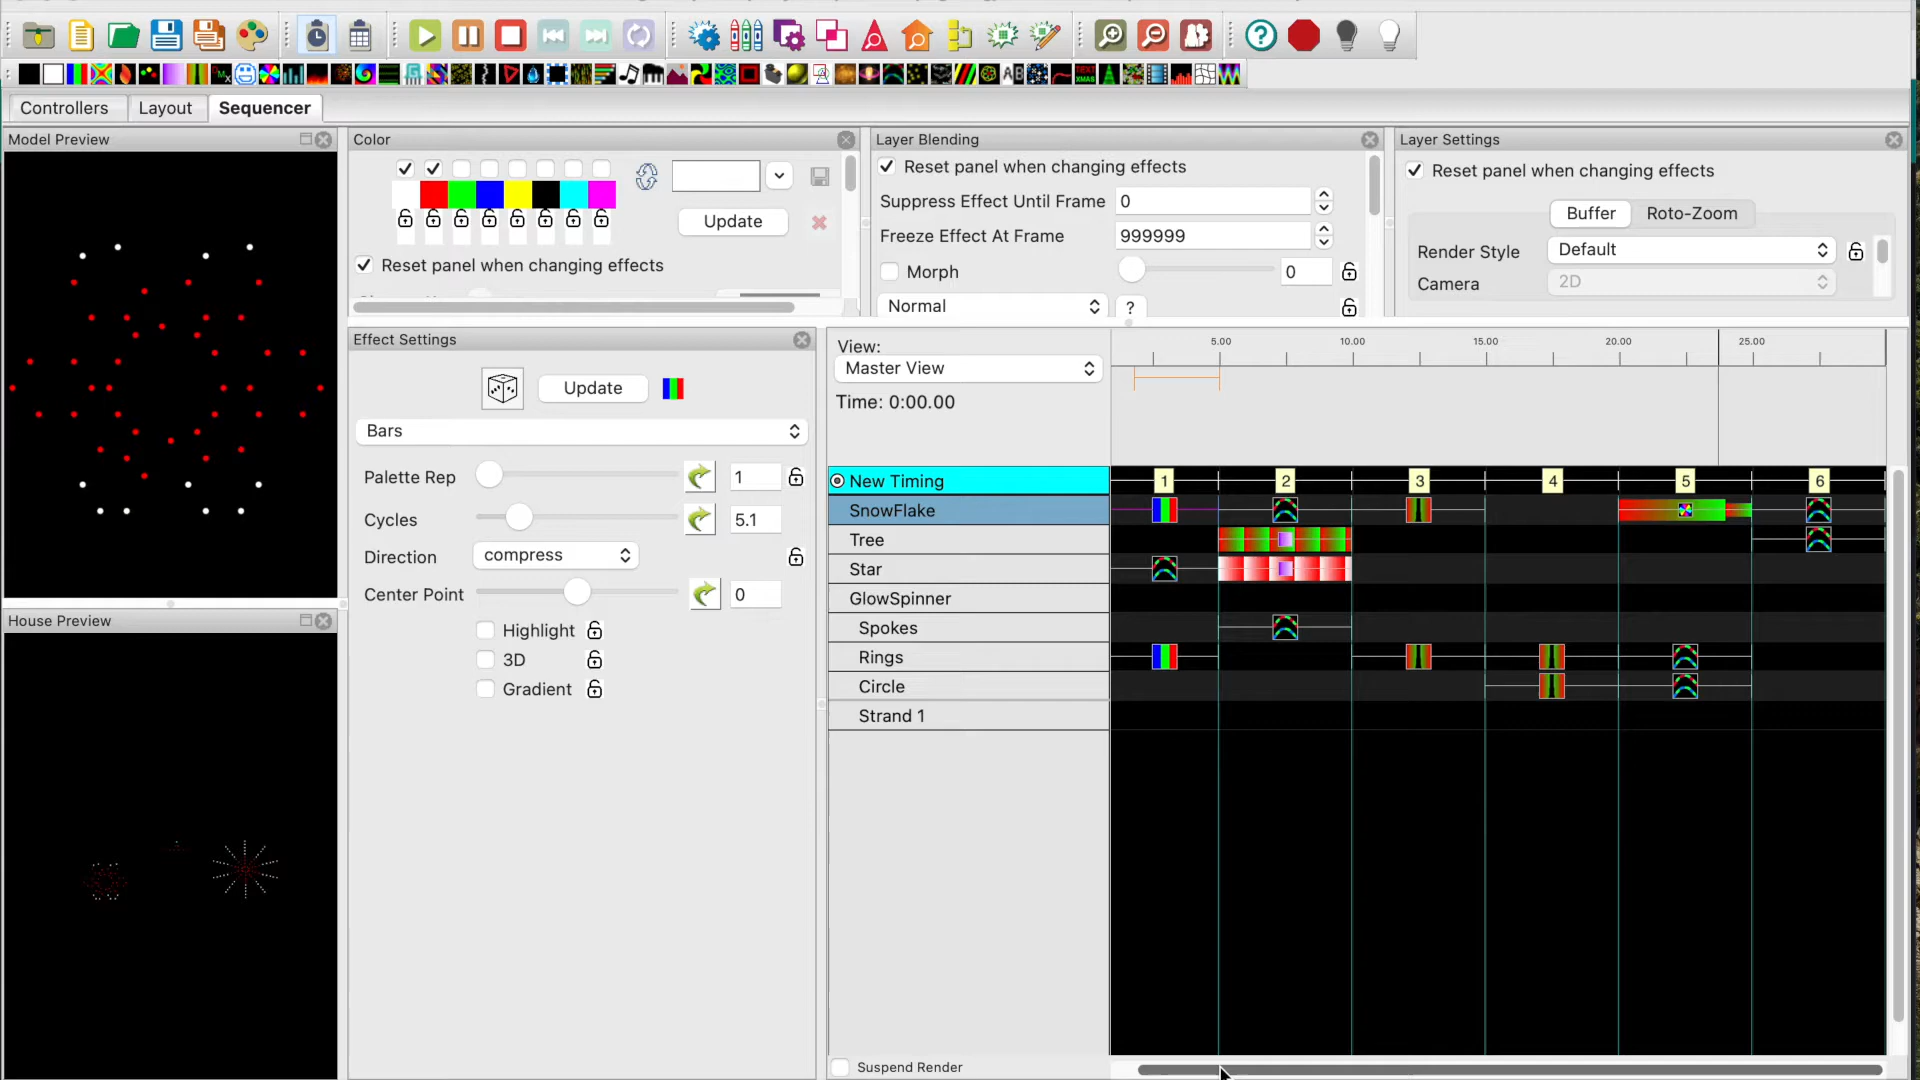 Controllers
Layout
Sequencer
Model Preview
Color
Layer Blending
Layer Settings
Reset panel when changing effects
Reset panel when changing effects
Suppress Effect Until Frame
0
Buffer
Roto-Zoom
Update
Freeze Effect At Frame
999999
Render Style
Default
Reset panel when changing effects
Morph
0
Camera
2D
Normal
?
Effect Settings
View:
5.00
10.00
15.00
20.00
25.00
Master View
Update
Time: 0:00.00
Bars
Palette Rep
1
New Timing
1
2
3
4
5
6
SnowFlake
Cycles
5.1
Tree
Direction
compress
Star
Center Point
0
GlowSpinner
House Preview
Highlight
Spokes
3D
Rings
Gradient
Circle
Strand 1
Suspend Render